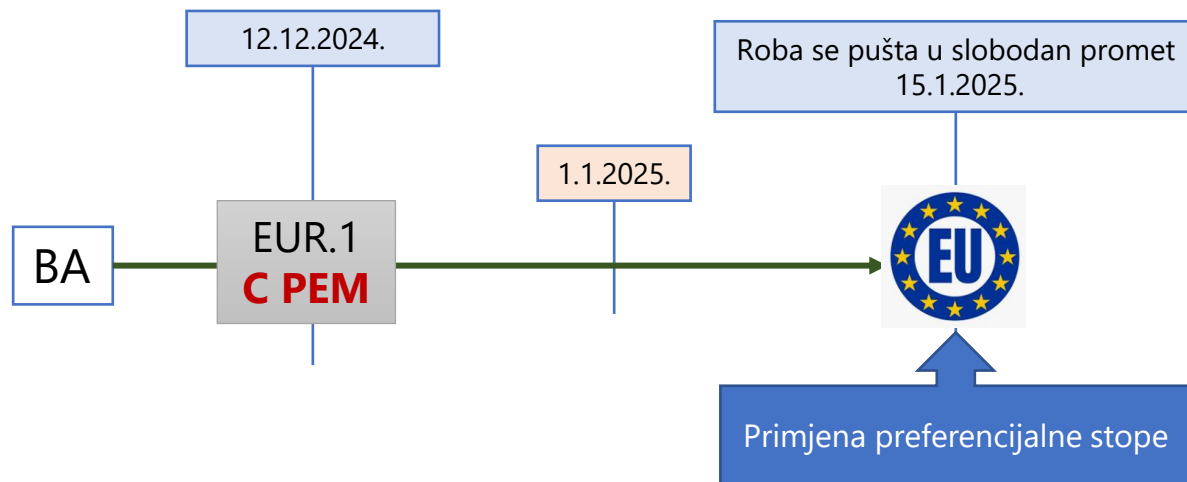 12.12.2024.
Roba se pušta u slobodan promet
15.1.2025.
1.1.2025.
BA
EUR.1
C PEM
EU
Primjena preferencijalne stope